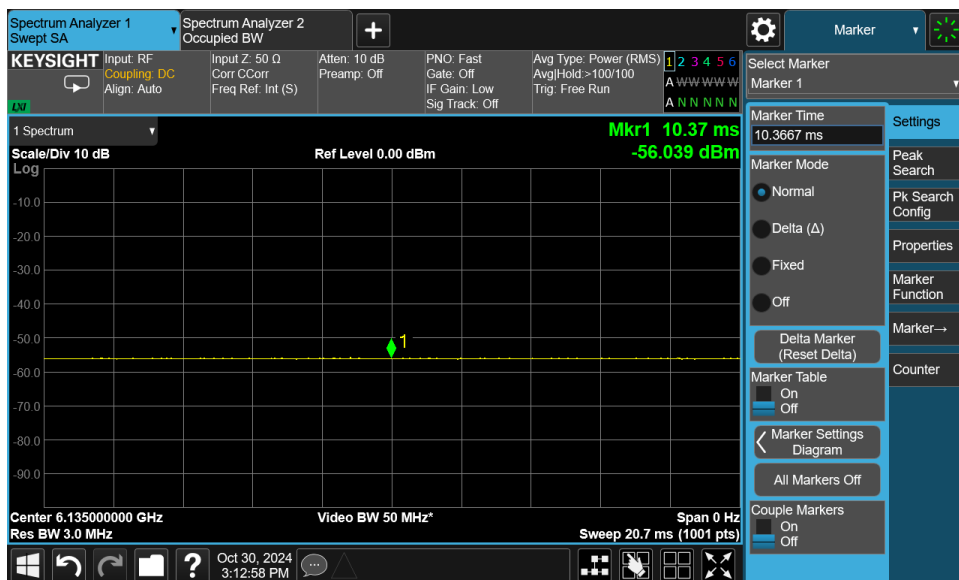 Spectrum Analyzer 1
Swept SA
Spectrum Analyzer 2
Occupied BW
Marker
KEYSIGHT
LXI
Input: RF
Coupling: DC
Align: Auto
Input Z: 50 Ω
Corr CCorr
Freq Ref: Int (S)
Atten: 10 dB
Preamp: Off
PNO: Fast
Gate: Off
IF Gain: Low
Sig Track: Off
Avg Type: Power (RMS)
Avg|Hold:>100/100
Trig: Free Run
1 2 3 4 5 6
A W W W W W
A N N N N N
Select Marker
Marker 1
1 Spectrum
Mkr1 10.37 ms
-56.039 dBm
Scale/Div 10 dB
Ref Level 0.00 dBm
Log
-10.0
-20.0
-30.0
-40.0
-50.0
-60.0
-70.0
-80.0
-90.0
1
Center 6.135000000 GHz
Video BW 50 MHz*
Span 0 Hz
Res BW 3.0 MHz
Sweep 20.7 ms (1001 pts)
Marker Time
10.3667 ms
Marker Mode
Normal
Delta (Δ)
Fixed
Off
Delta Marker
(Reset Delta)
Marker Table
On
Off
Marker Settings
Diagram
All Markers Off
Couple Markers
On
Off
Settings
Peak
Search
Pk Search
Config
Properties
Marker
Function
Marker→
Counter
?
Oct 30, 2024
3:12:58 PM